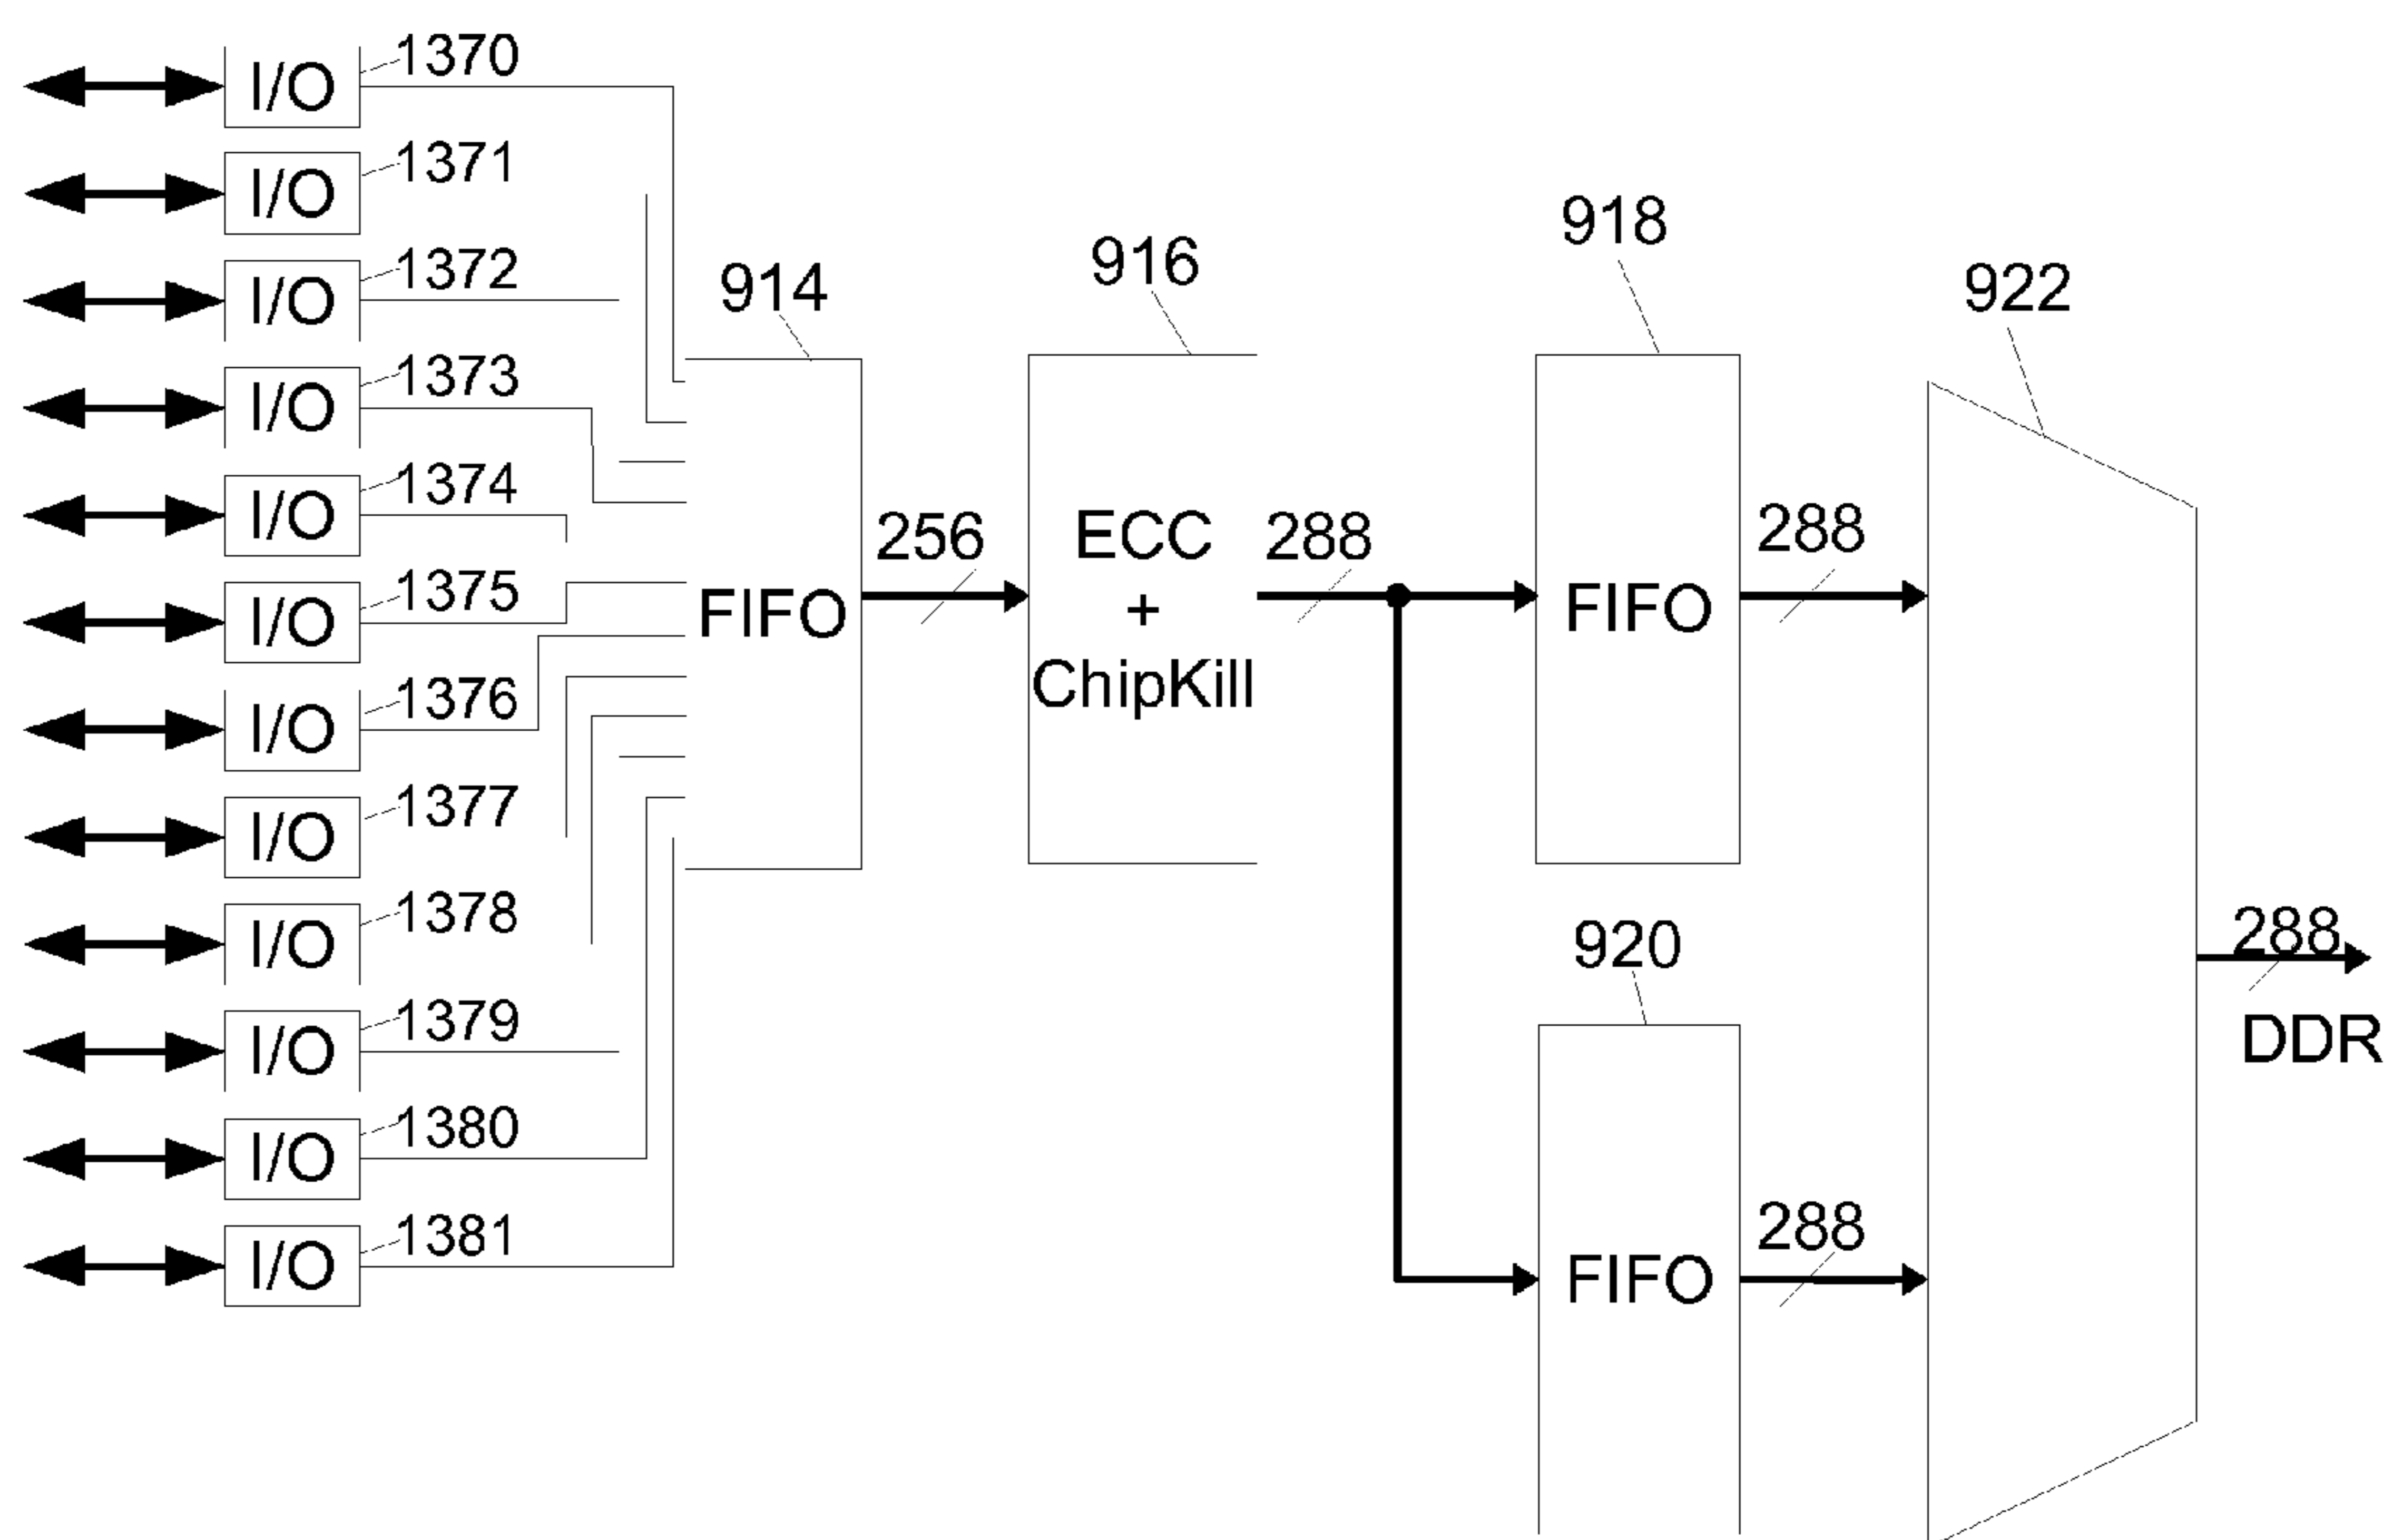 I/O 1370
I/O 1371
I/O 1372
I/O 1373
I/O 1374
I/O 1375
I/O 1376
I/O 1377
I/O 1378
I/O 1379
I/O 1380
I/O 1381
914
FIFO
256
916
ECC
+
ChipKill
288
918
FIFO
288
920
FIFO
288
922
288
DDR